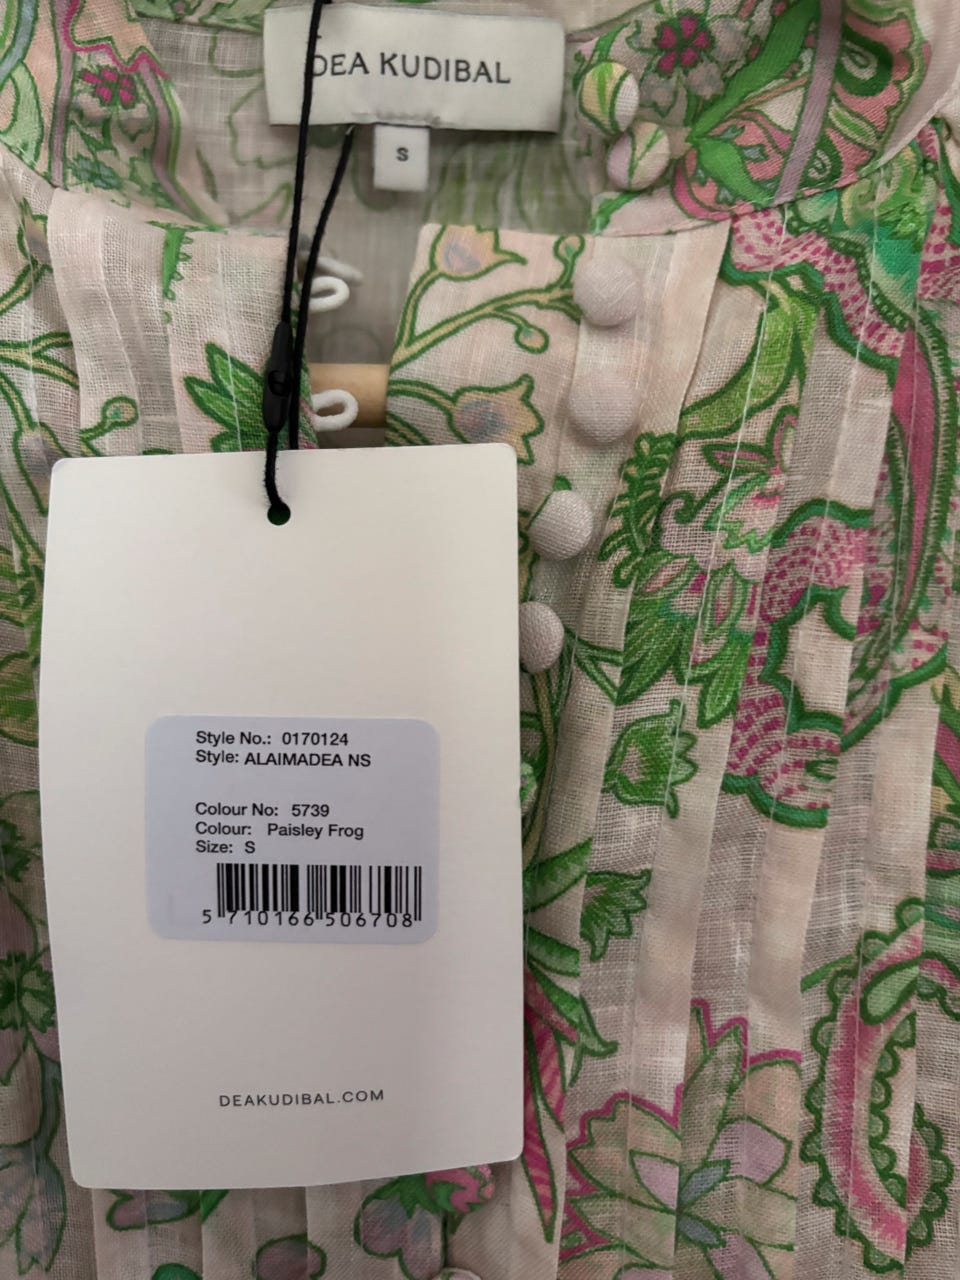 DEA KUDIBAL
S
Style No.: 0170124
Style: ALAIMADEA NS
Colour No: 5739
Colour: Paisley Frog
Size: S
5 710166 506708
DEAKUDIBAL.COM